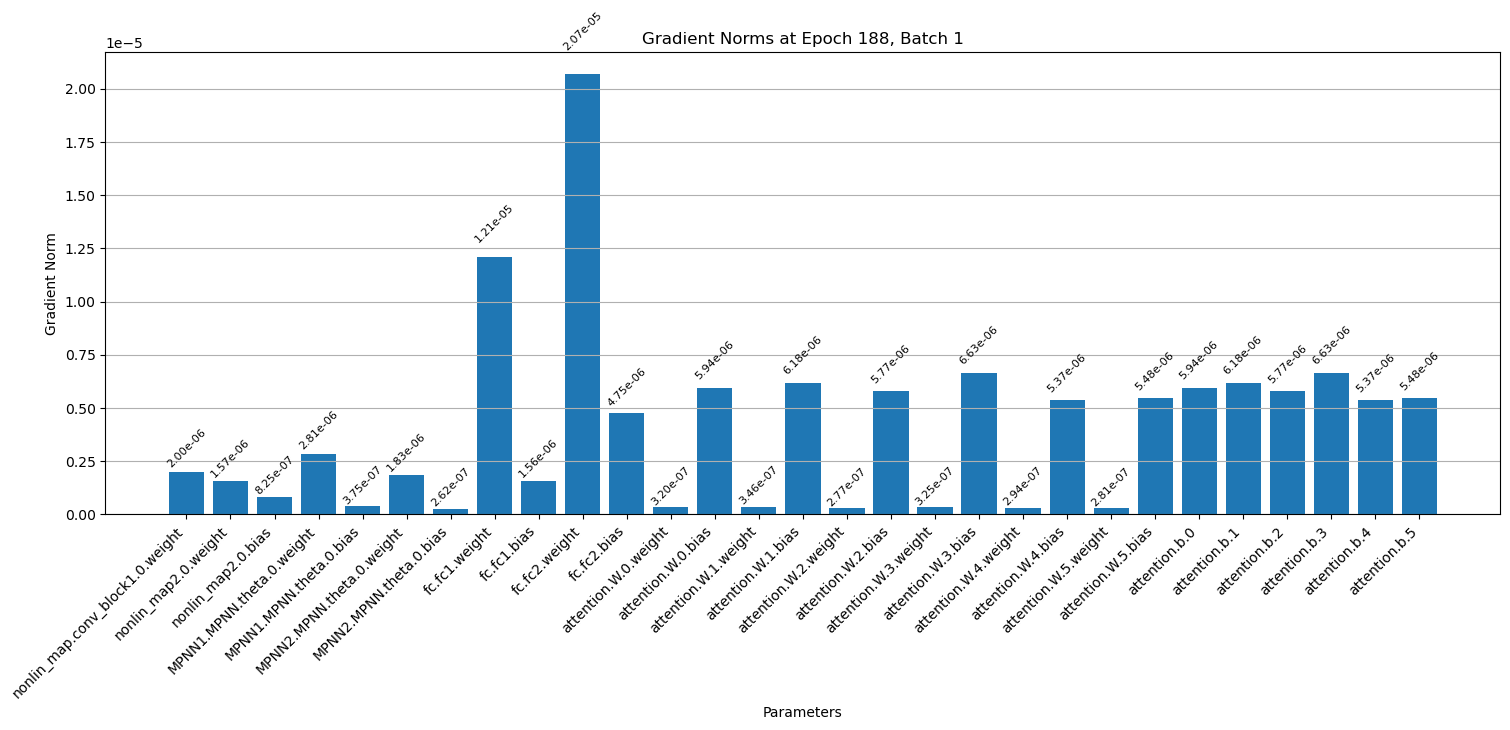 Gradient Norms at Epoch 188, Batch 1
1e−5
2.00
1.75
1.50
1.25
1.00
0.75
0.50
0.25
0.00
Gradient Norm
2.00e-06
1.57e-06
8.25e-07
2.81e-06
3.75e-07
1.83e-06
2.62e-07
1.21e-05
1.56e-06
2.07e-05
4.75e-06
3.20e-07
5.94e-06
3.46e-07
6.18e-06
2.77e-07
5.77e-06
3.25e-07
6.63e-06
2.94e-07
5.37e-06
2.81e-07
5.48e-06
5.94e-06
6.18e-06
5.77e-06
6.63e-06
5.37e-06
5.48e-06
nonlin_map.conv_block1.0.weight
nonlin_map2.0.weight
nonlin_map2.0.bias
MPNN1.MPNN.theta.0.weight
MPNN1.MPNN.theta.0.bias
MPNN2.MPNN.theta.0.weight
MPNN2.MPNN.theta.0.bias
fc.fc1.weight
fc.fc1.bias
fc.fc2.weight
fc.fc2.bias
attention.W.0.weight
attention.W.0.bias
attention.W.1.weight
attention.W.1.bias
attention.W.2.weight
attention.W.2.bias
attention.W.3.weight
attention.W.3.bias
attention.W.4.weight
attention.W.4.bias
attention.W.5.weight
attention.W.5.bias
attention.b.0
attention.b.1
attention.b.2
attention.b.3
attention.b.4
attention.b.5
Parameters